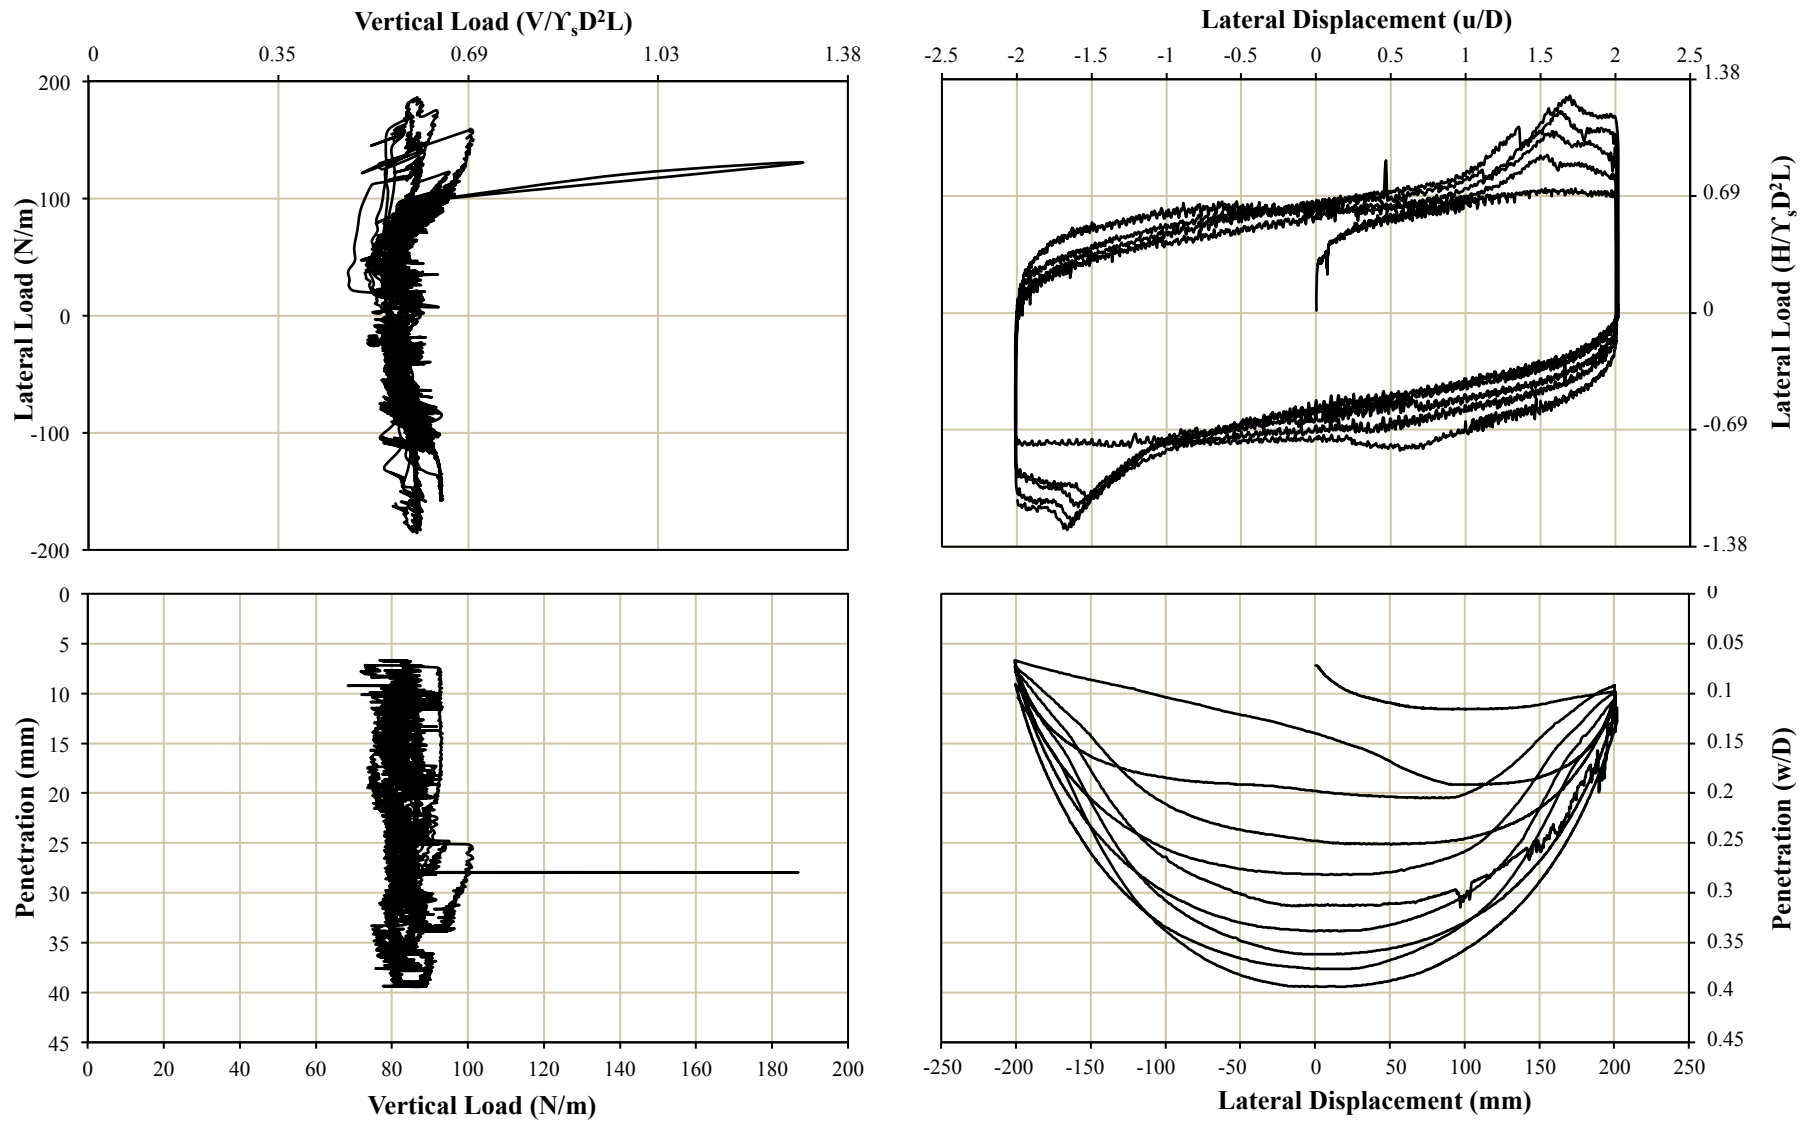 Vertical Load (V/ϒsD²L)
0 0.35 0.69 1.03 1.38
200
100
0
-100
-200
Lateral Load (N/m)
Lateral Displacement (u/D)
-2.5 -2 -1.5 -1 -0.5 0 0.5 1 1.5 2 2.5
1.38
0.69
0
-0.69
-1.38
Lateral Load (H/ϒsD²L)
0
5
10
15
20
25
30
35
40
45
Penetration (mm)
0 20 40 60 80 100 120 140 160 180 200
Vertical Load (N/m)
0
0.05
0.1
0.15
0.2
0.25
0.3
0.35
0.4
0.45
Penetration (w/D)
-250 -200 -150 -100 -50 0 50 100 150 200 250
Lateral Displacement (mm)